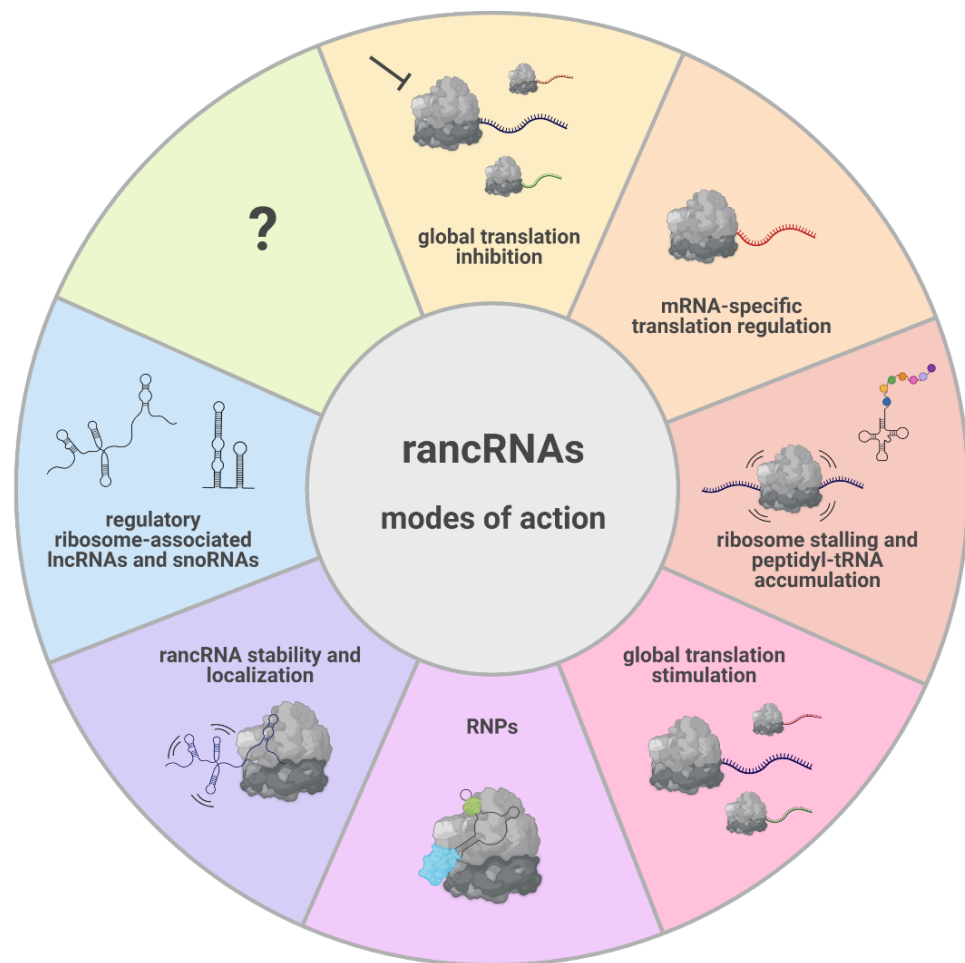 rancRNAs
modes of action
global translation
inhibition
mRNA-specific
translation regulation
ribosome stalling and
peptidyl-tRNA
accumulation
global translation
stimulation
RNPs
rancRNA stability and
localization
regulatory
ribosome-associated
lncRNAs and snoRNAs
?